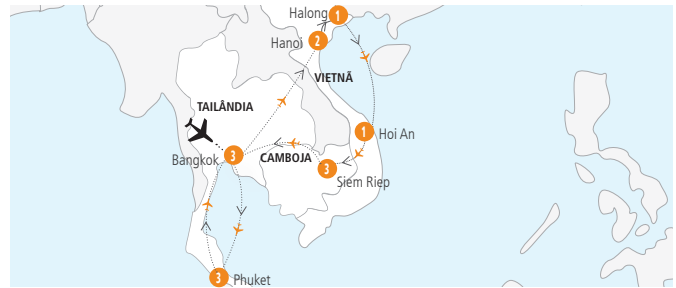 Halong 1
Hanoi 2
VIETNÃ
TAILÂNDIA
1 Hoi An
Bangkok 3
CAMBOJA
3
Siem Riep
3 Phuket